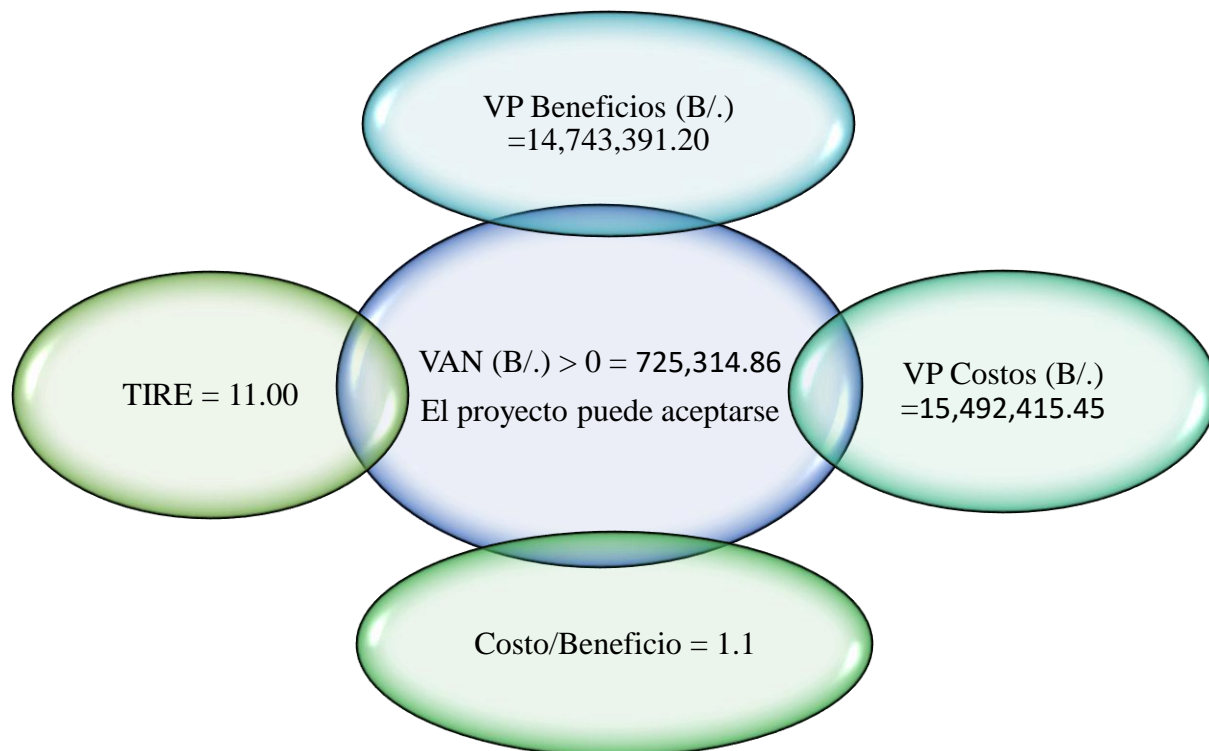 VP Beneficios (B/.)
=14,743,391.20
TIRE = 11.00
VAN (B/.) > 0 = 725,314.86
El proyecto puede aceptarse
VP Costos (B/.)
=15,492,415.45
Costo/Beneficio = 1.1